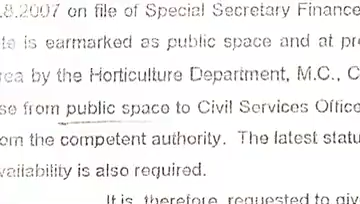 .8.2007 on file of Special Secretary Finance
te is earmarked as public space and at pr
rea by the Horticulture Department, M.C., C
se from public space to Civil Services Office
om the competent authority. The latest statu
vailability is also required.
It is, therefore, requested to giv